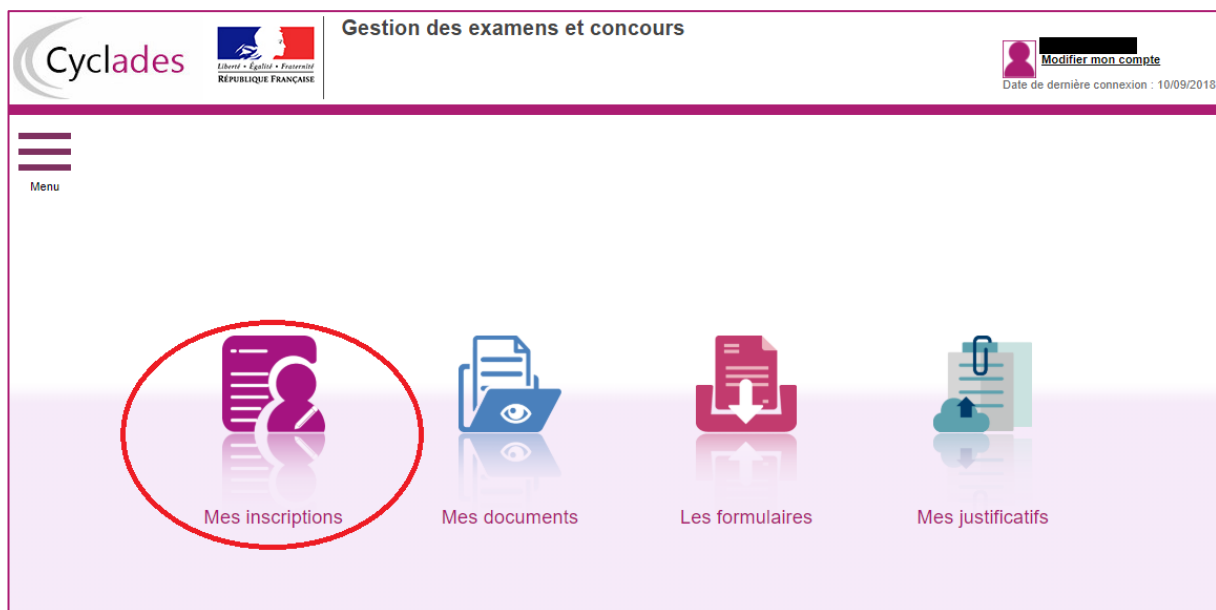 Cyclades
Liberté • Égalité • Fraternité
RÉPUBLIQUE FRANÇAISE
Gestion des examens et concours
Modifier mon compte
Date de dernière connexion : 10/09/2018
Menu
Mes inscriptions
Mes documents
Les formulaires
Mes justificatifs